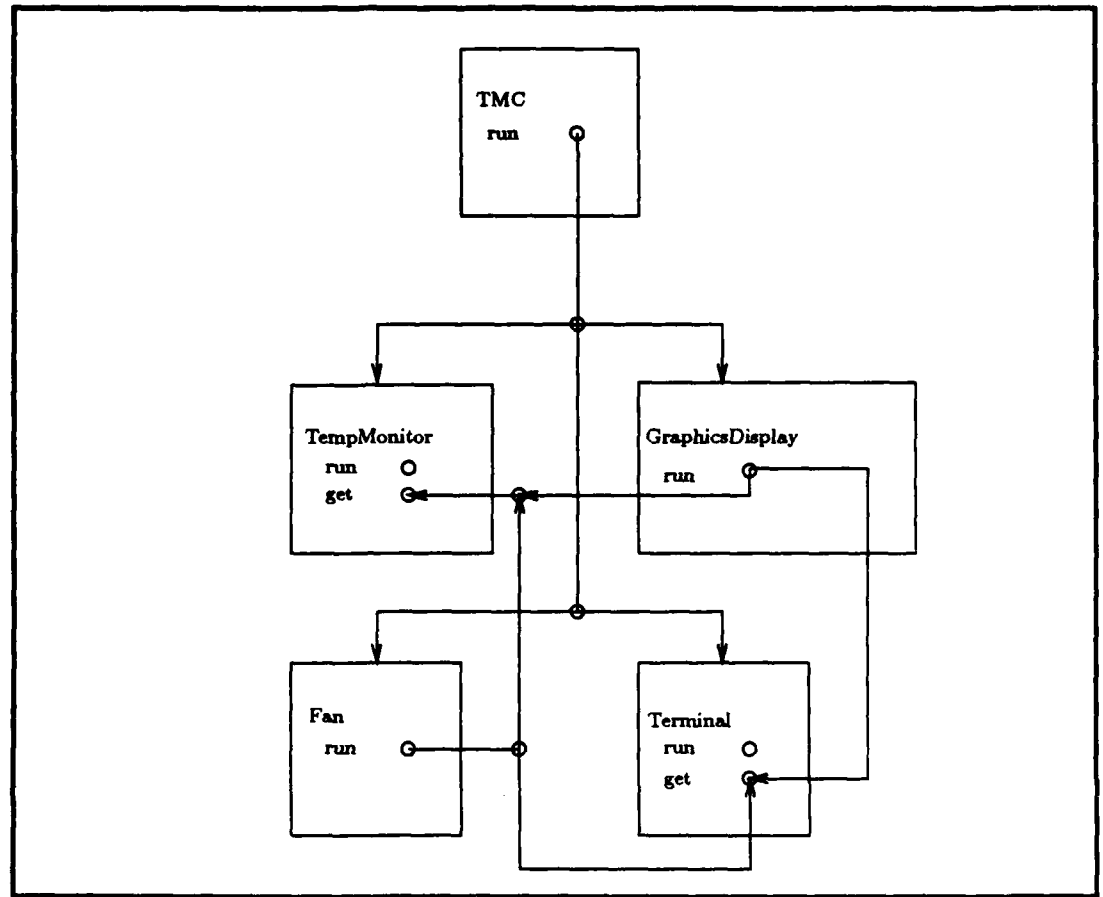 TMC
run
TempMonitor
run
get
GraphicsDisplay
run
Fan
run
Terminal
run
get